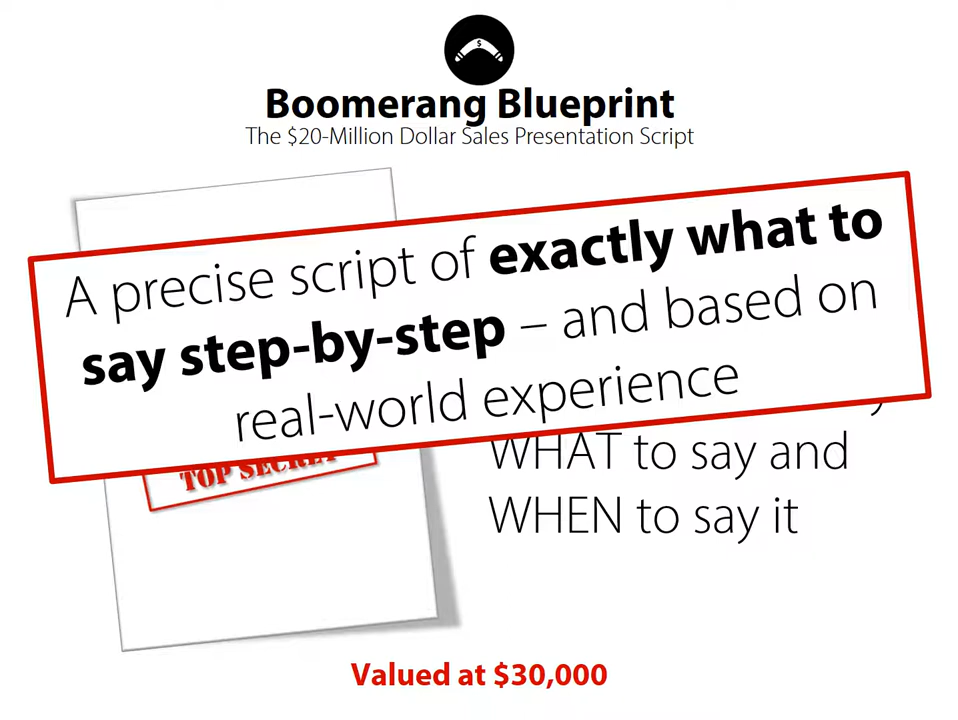 $
Boomerang Blueprint
The $20-Million Dollar Sales Presentation Script
A precise script of exactly what to
say step-by-step – and based on
real-world experience
TOP SECRET
WHAT to say and
WHEN to say it
Valued at $30,000